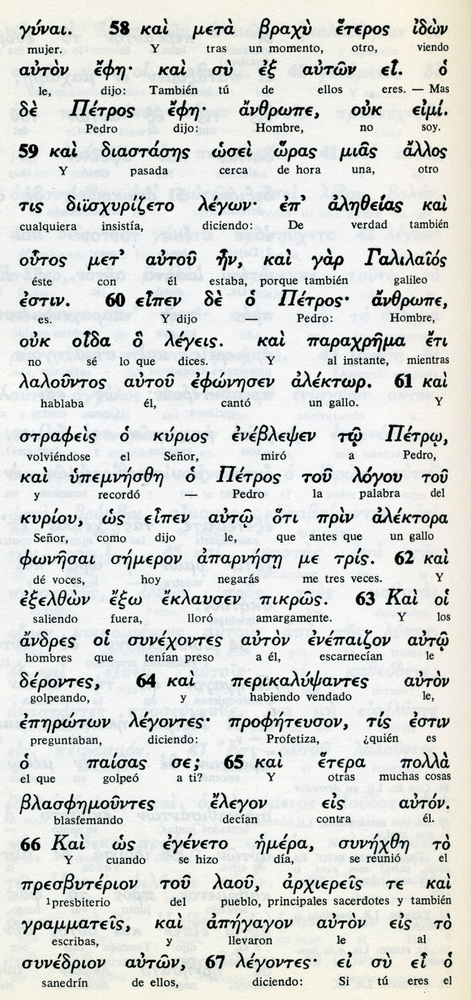 γύναι. 58 καὶ μετὰ βραχὺ ἕτερος ἰδὼν
mujer. Y tras un momento, otro, viendo
αὐτὸν ἔφη· καὶ σὺ ἐξ αὐτῶν εἶ. ὁ
le, dijo: También tú de ellos eres. — Mas
δὲ Πέτρος ἔφη· ἄνθρωπε, οὐκ εἰμί.
Pedro dijo: Hombre, no soy.
59 καὶ διαστάσης ὡσεὶ ὥρας μιᾶς ἄλλος
Y pasada cerca de hora una, otro
τις διϊσχυρίζετο λέγων· ἐπ' ἀληθείας καὶ
cualquiera insistía, diciendo: De verdad también
οὗτος μετ' αὐτοῦ ἦν, καὶ γὰρ Γαλιλαῖός
éste con él estaba, porque también galileo
ἐστιν. 60 εἶπεν δὲ ὁ Πέτρος· ἄνθρωπε,
es. Y dijo — Pedro: Hombre,
οὐκ οἶδα ὃ λέγεις. καὶ παραχρῆμα ἔτι
no sé lo que dices. Y al instante, mientras
λαλοῦντος αὐτοῦ ἐφώνησεν ἀλέκτωρ. 61 καὶ
hablaba él, cantó un gallo. Y
στραφεὶς ὁ κύριος ἐνέβλεψεν τῷ Πέτρῳ,
volviéndose el Señor, miró a Pedro,
καὶ ὑπεμνήσθη ὁ Πέτρος τοῦ λόγου τοῦ
y recordó — Pedro la palabra del
κυρίου, ὡς εἶπεν αὐτῷ ὅτι πρὶν ἀλέκτορα
Señor, como dijo le, que antes que un gallo
φωνῆσαι σήμερον ἀπαρνήσῃ με τρίς. 62 καὶ
dé voces, hoy negarás me tres veces. Y
ἐξελθὼν ἔξω ἔκλαυσεν πικρῶς. 63 Καὶ οἱ
saliendo fuera, lloró amargamente. Y los
ἄνδρες οἱ συνέχοντες αὐτὸν ἐνέπαιζον αὐτῷ
hombres que tenían preso a él, escarnecían le
δέροντες, 64 καὶ περικαλύψαντες αὐτὸν
golpeando, y habiendo vendado le,
ἐπηρώτων λέγοντες· προφήτευσον, τίς ἐστιν
preguntaban, diciendo: Profetiza, ¿quién es
ὁ παίσας σε; 65 καὶ ἕτερα πολλὰ
el que golpeó a ti? Y otras muchas cosas
βλασφημοῦντες ἔλεγον εἰς αὐτόν.
blasfemando decían contra él.
66 Καὶ ὡς ἐγένετο ἡμέρα, συνήχθη τὸ
Y cuando se hizo día, se reunió el
πρεσβυτέριον τοῦ λαοῦ, ἀρχιερεῖς τε καὶ
¹presbiterio del pueblo, principales sacerdotes y también
γραμματεῖς, καὶ ἀπήγαγον αὐτὸν εἰς τὸ
escribas, y llevaron le al
συνέδριον αὐτῶν, 67 λέγοντες· εἰ σὺ εἶ ὁ
sanedrín de ellos, diciendo: Si tú eres el